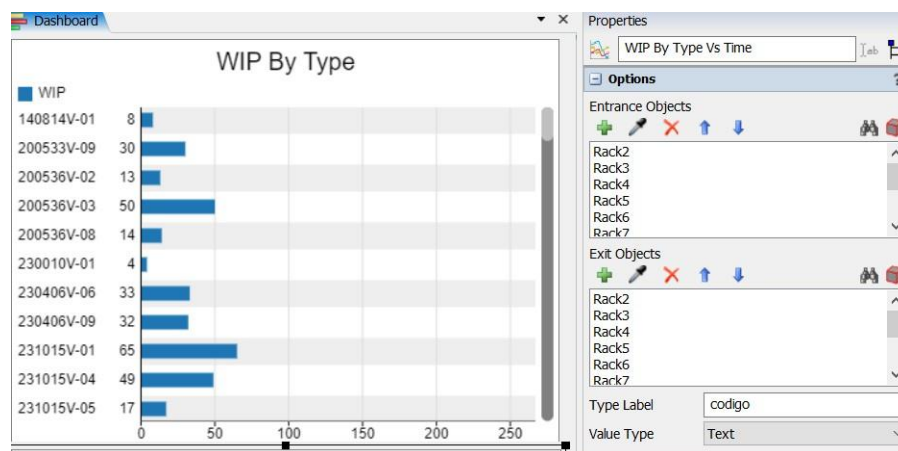 Dashboard
WIP By Type
WIP
140814V-01 8
200533V-09 30
200536V-02 13
200536V-03 50
200536V-08 14
230010V-01 4
230406V-06 33
230406V-09 32
231015V-01 65
231015V-04 49
231015V-05 17
0 50 100 150 200 250
Properties
WIP By Type Vs Time
Options
Entrance Objects
Rack2
Rack3
Rack4
Rack5
Rack6
Rack7
Exit Objects
Rack2
Rack3
Rack4
Rack5
Rack6
Rack7
Type Label codigo
Value Type Text